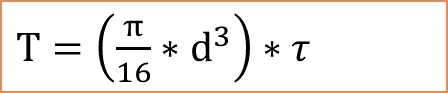 T = (π/16 * d³) * τ